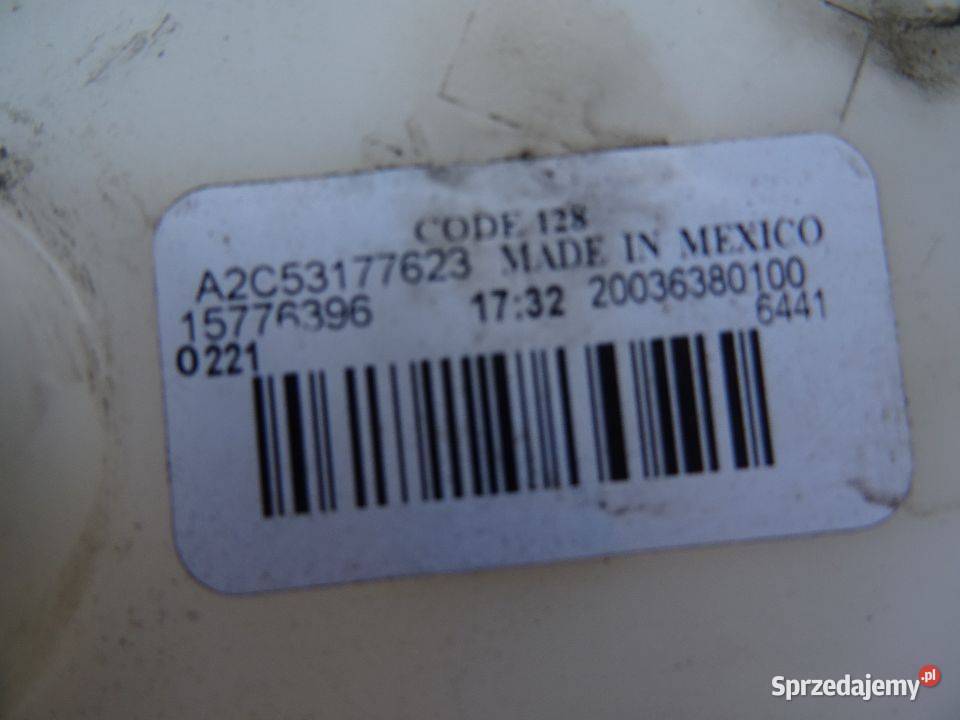 CODE 128
A2C53177623 MADE IN MEXICO
15776396 17:32 20036380100
0221 6441
Sprzedajemy.pl